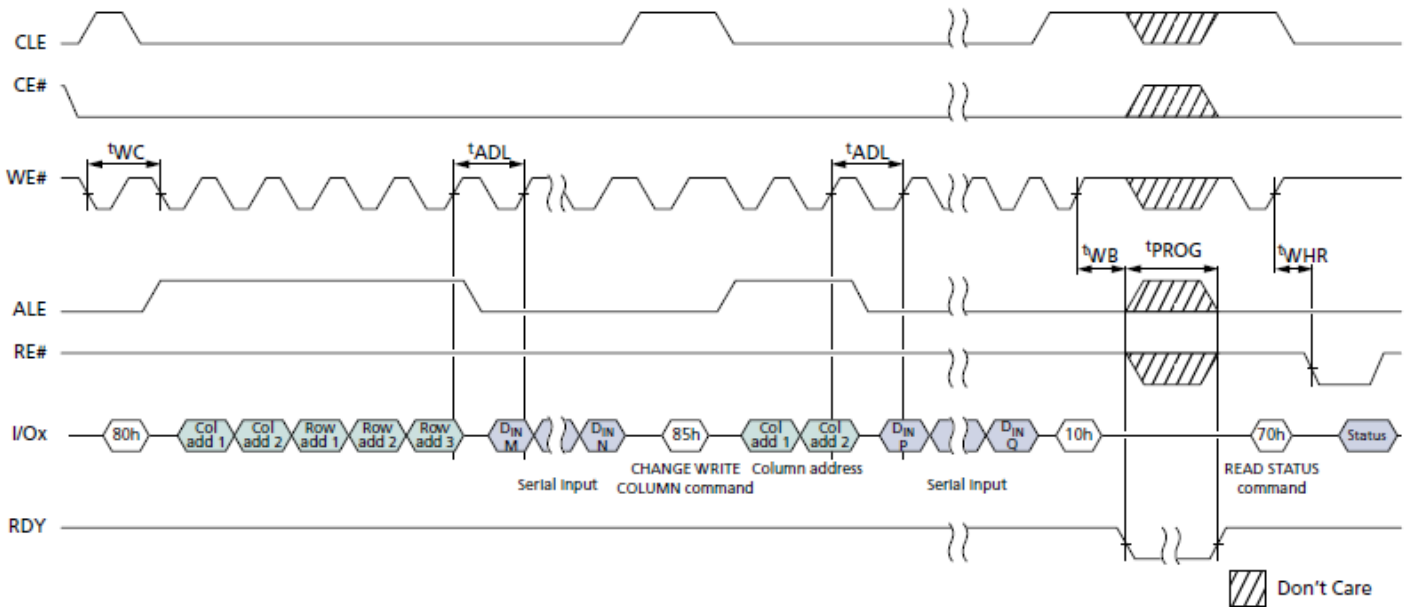 CLE
CE#
tWC
tADL
tADL
WE#
tWB
tPROG
tWHR
ALE
RE#
I/Ox
80h
Col add 1
Col add 2
Row add 1
Row add 2
Row add 3
DIN M
DIN N
85h
Col add 1
Col add 2
DIN P
DIN Q
10h
70h
Status
Serial Input
CHANGE WRITE
COLUMN command
Column address
Serial Input
READ STATUS
command
RDY
Don't Care